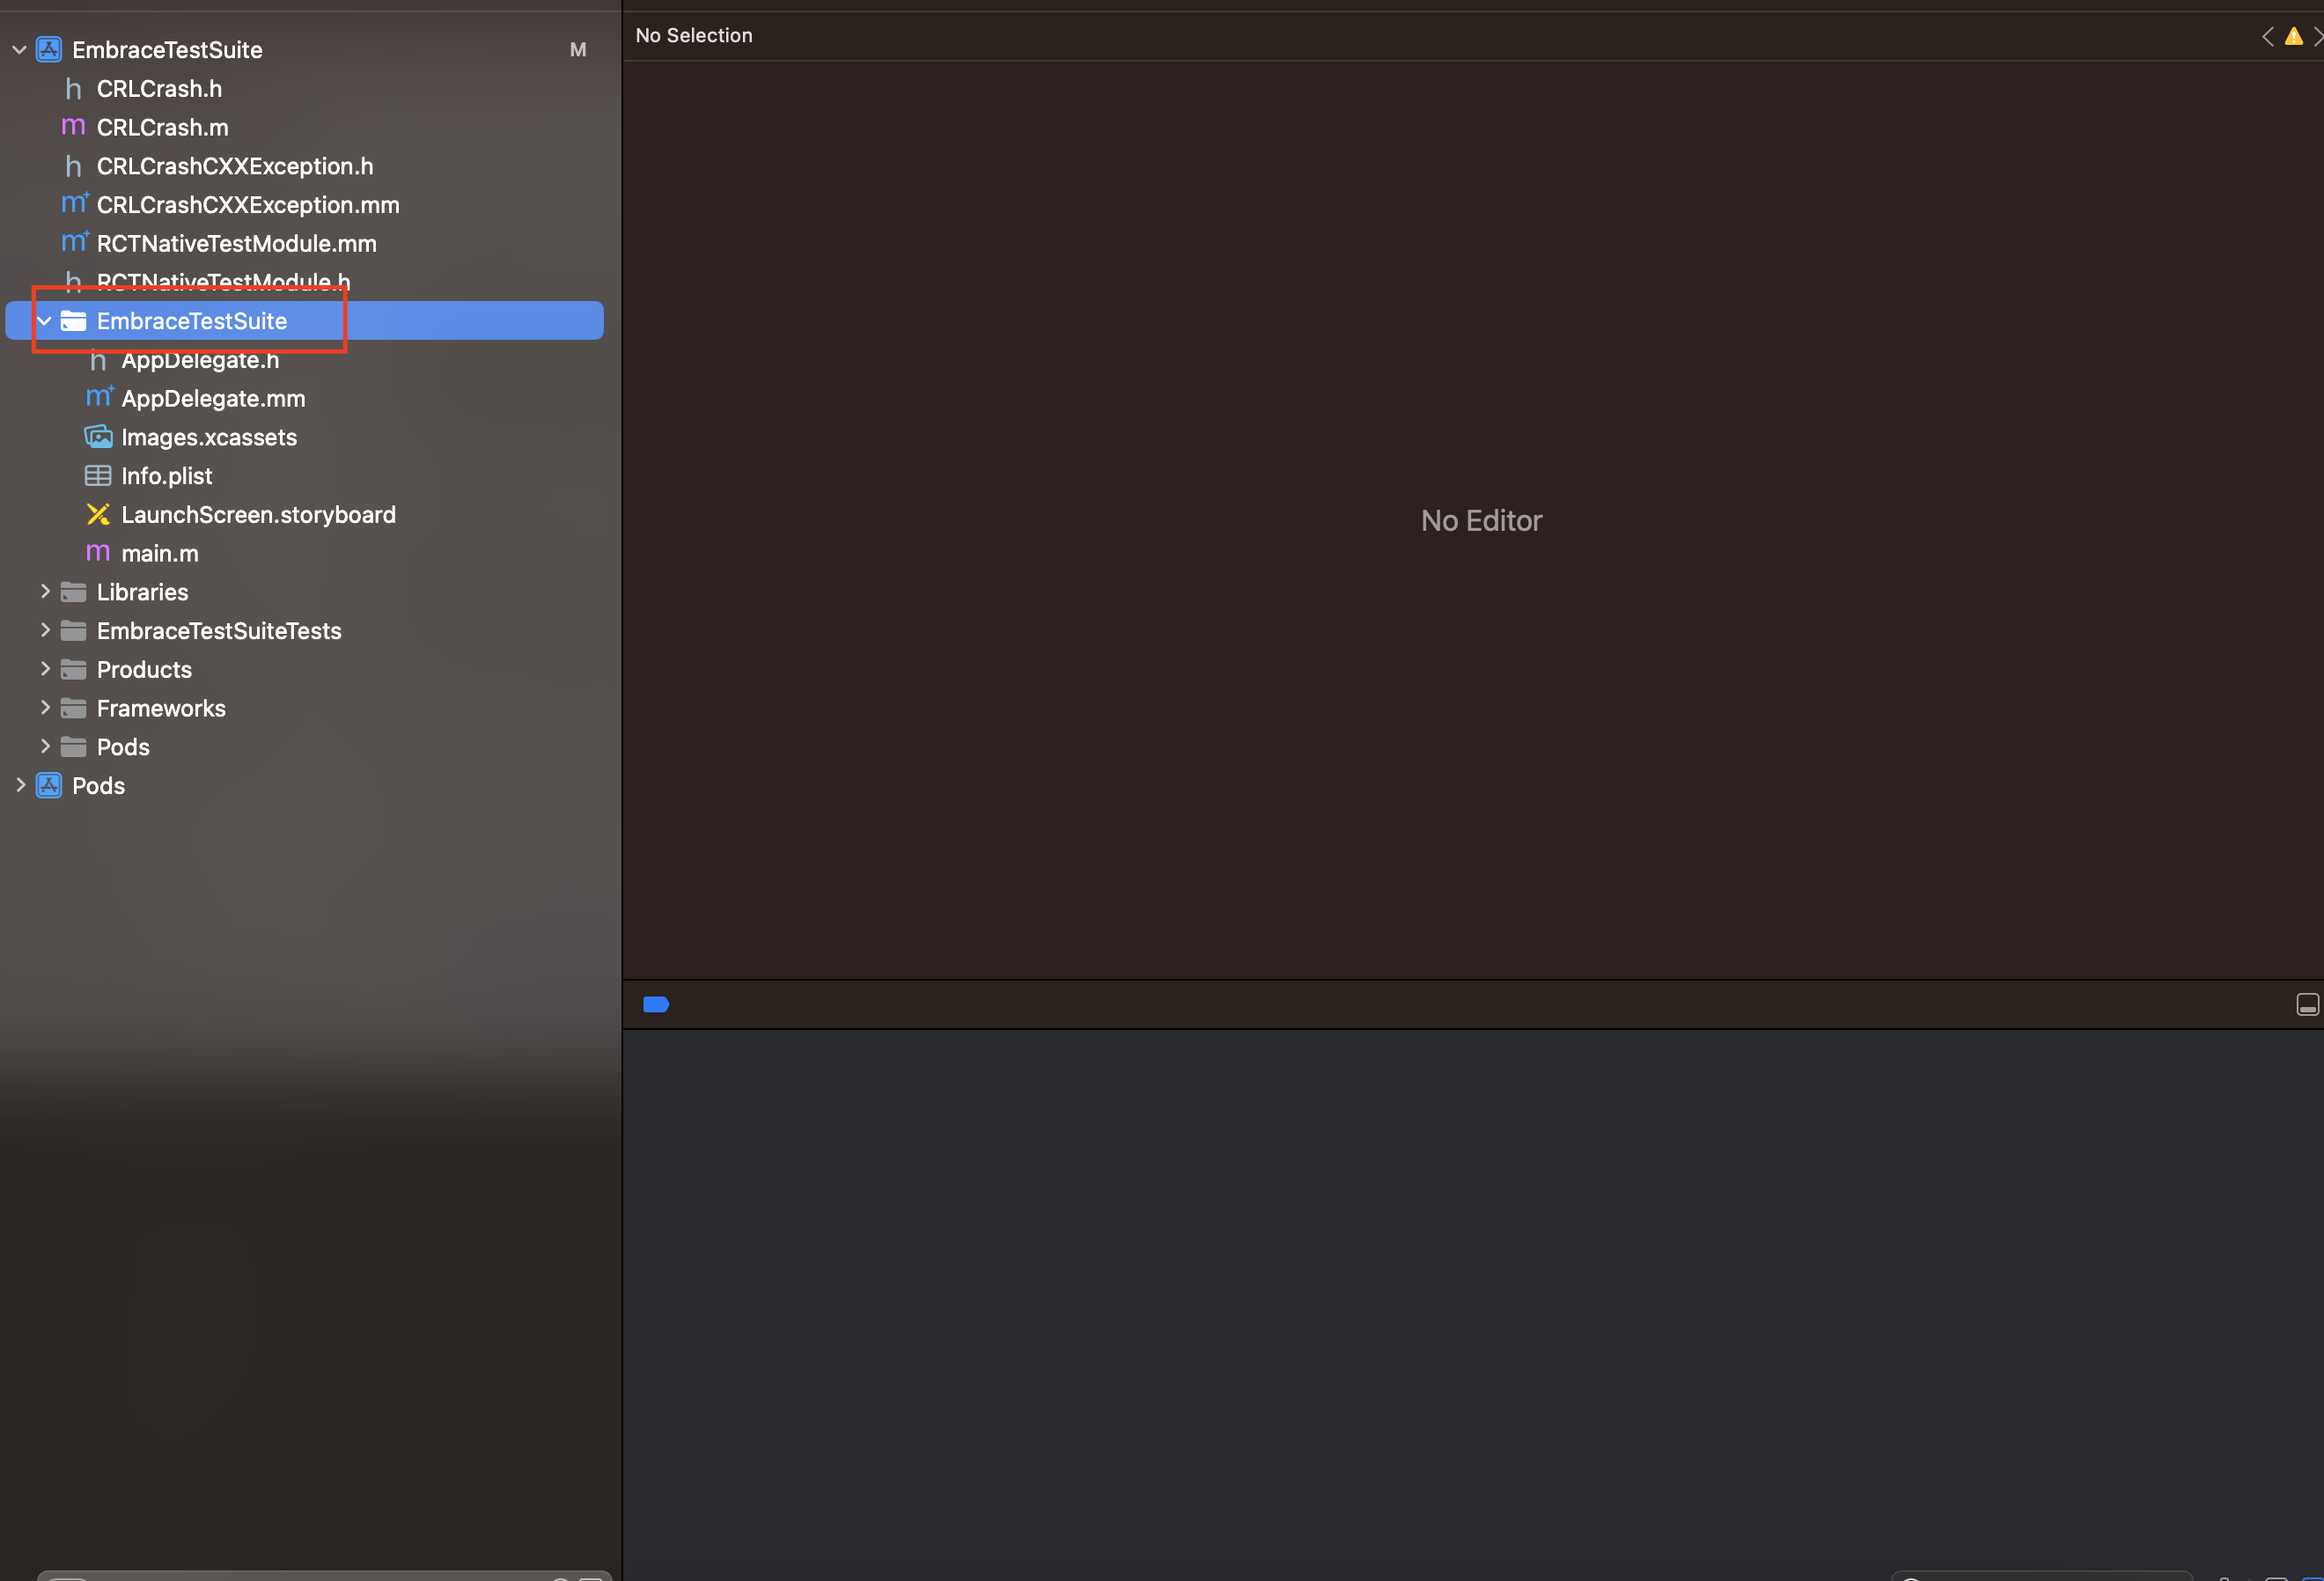 EmbraceTestSuite M
h CRLCrash.h
m CRLCrash.m
h CRLCrashCXXException.h
m+ CRLCrashCXXException.mm
m+ RCTNativeTestModule.mm
h RCTNativeTestModule.h
EmbraceTestSuite
h AppDelegate.h
m+ AppDelegate.mm
Images.xcassets
Info.plist
LaunchScreen.storyboard
m main.m
Libraries
EmbraceTestSuiteTests
Products
Frameworks
Pods
Pods
No Selection
No Editor